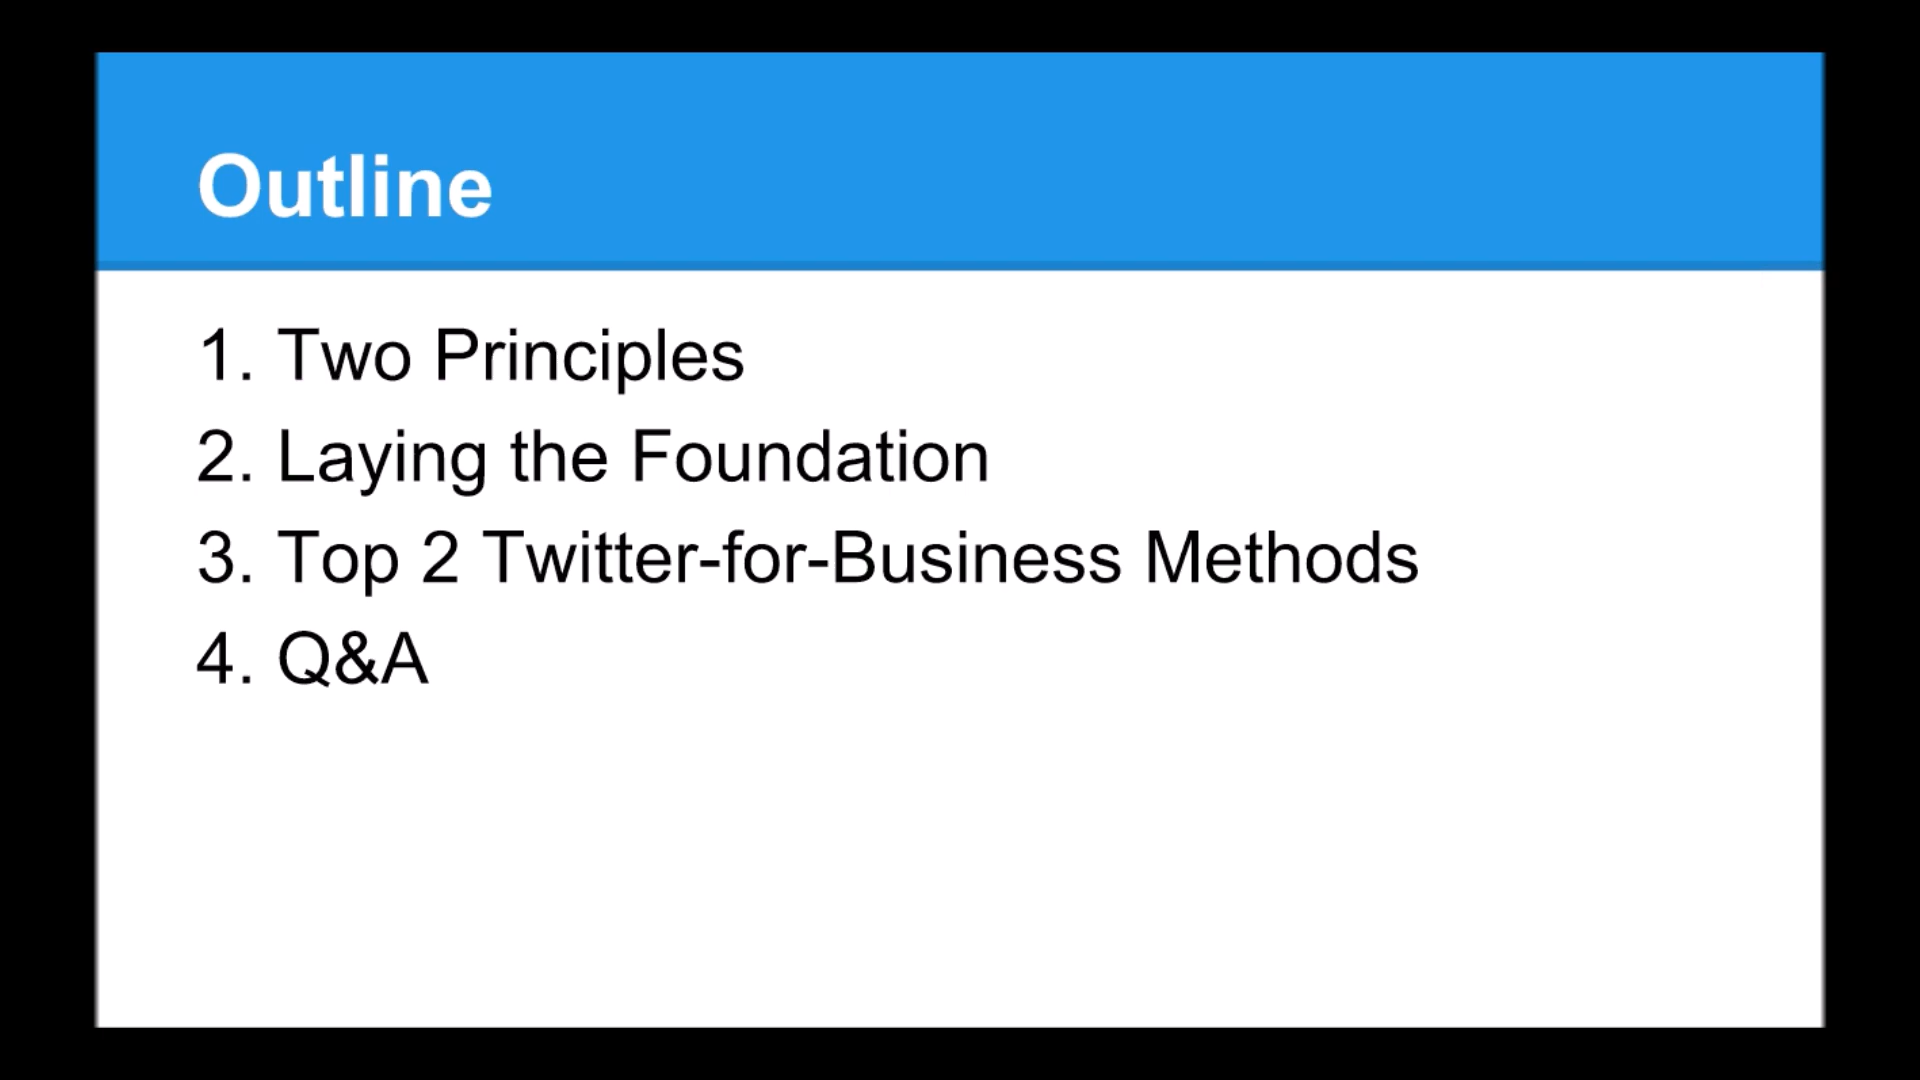 Outline
1. Two Principles
2. Laying the Foundation
3. Top 2 Twitter-for-Business Methods
4. Q&A